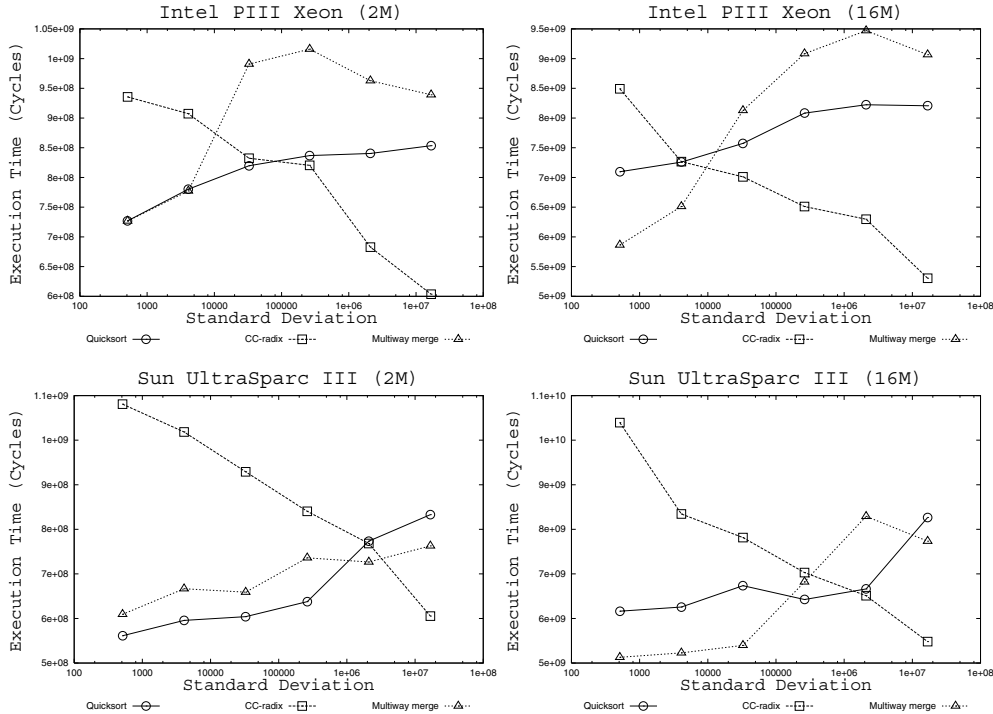 Intel PIII Xeon (2M)
Execution Time (Cycles)
1.05e+09
1e+09
9.5e+08
9e+08
8.5e+08
8e+08
7.5e+08
7e+08
6.5e+08
6e+08
100 1000 10000 100000 1e+06 1e+07 1e+08
Standard Deviation
Quicksort CC-radix Multiway merge
Intel PIII Xeon (16M)
Execution Time (Cycles)
9.5e+09
9e+09
8.5e+09
8e+09
7.5e+09
7e+09
6.5e+09
6e+09
5.5e+09
5e+09
100 1000 10000 100000 1e+06 1e+07 1e+08
Standard Deviation
Quicksort CC-radix Multiway merge
Sun UltraSparc III (2M)
Execution Time (Cycles)
1.1e+09
1e+09
9e+08
8e+08
7e+08
6e+08
5e+08
100 1000 10000 100000 1e+06 1e+07 1e+08
Standard Deviation
Quicksort CC-radix Multiway merge
Sun UltraSparc III (16M)
Execution Time (Cycles)
1.1e+10
1e+10
9e+09
8e+09
7e+09
6e+09
5e+09
100 1000 10000 100000 1e+06 1e+07 1e+08
Standard Deviation
Quicksort CC-radix Multiway merge